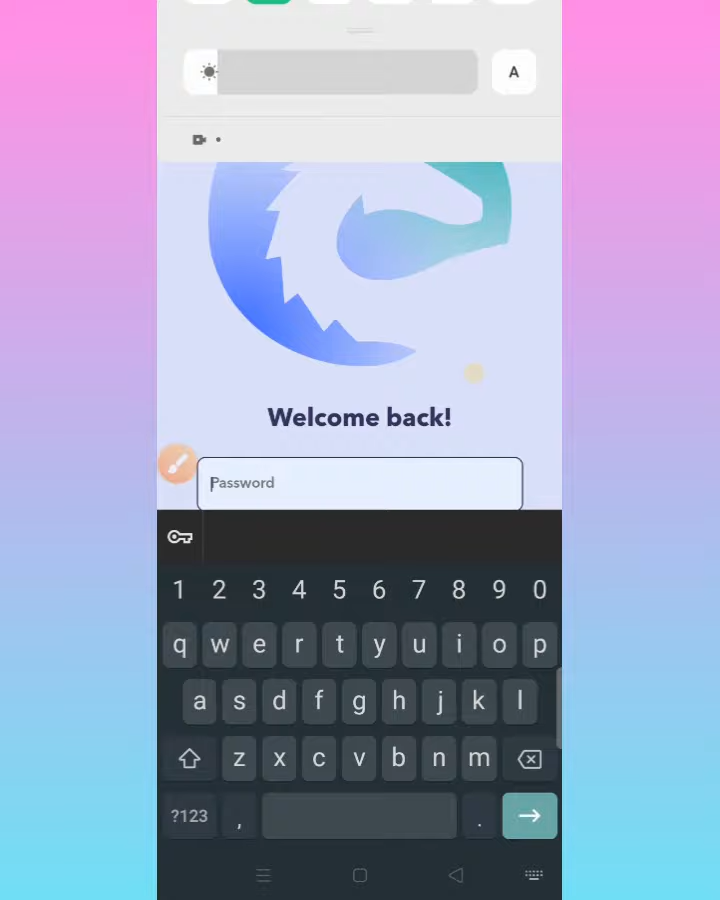 A
Welcome back!
Password
1 2 3 4 5 6 7 8 9 0
q w e r t y u i o p
a s d f g h j k l
z x c v b n m
?123 , .